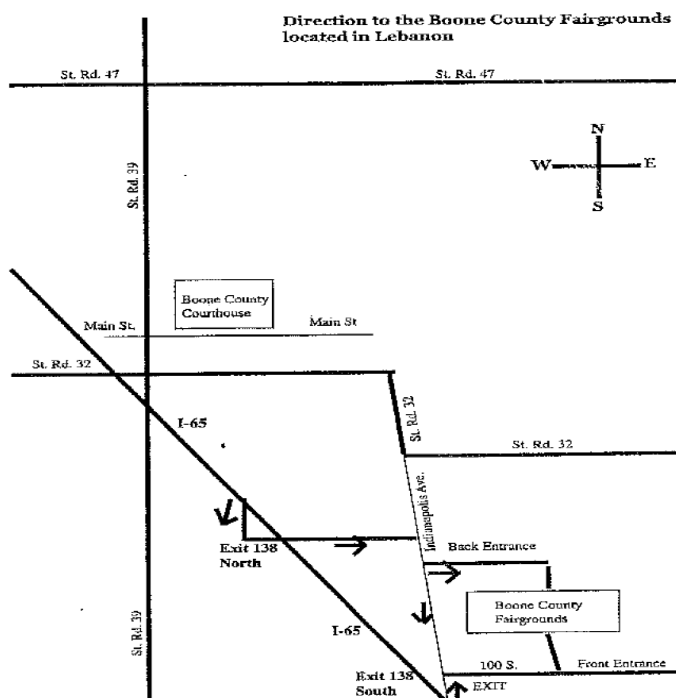 Direction to the Boone County Fairgrounds
located in Lebanon
St. Rd. 47
St. Rd. 47
N
W
E
S
St. Rd. 39
Boone County
Courthouse
Main St.
Main St
St. Rd. 32
St. Rd. 32
I-65
St. Rd. 32
Indianapolis Ave.
Exit 138
North
Back Entrance
Boone County
Fairgrounds
I-65
St. Rd. 39
Exit 138
South
100 S.
Front Entrance
EXIT